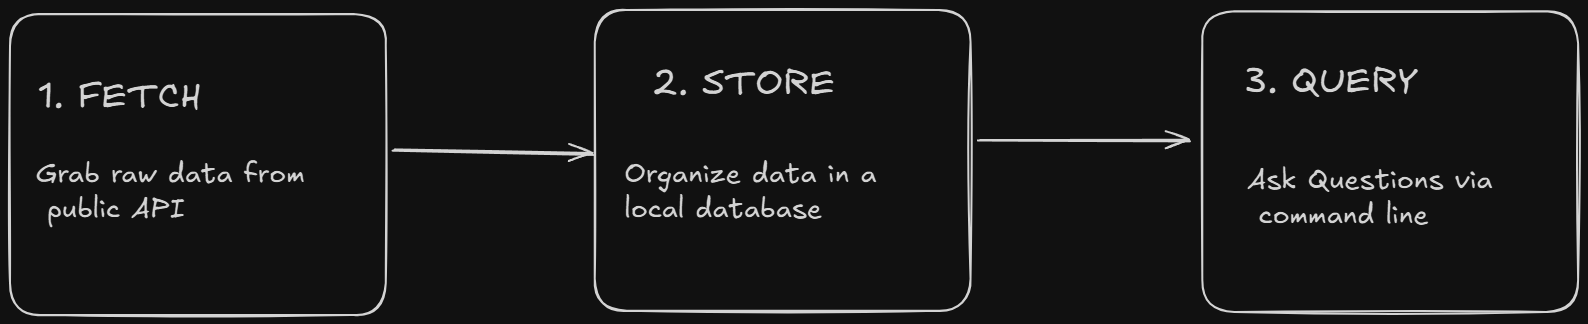 1. FETCH
Grab raw data from
public API
2. STORE
Organize data in a
local database
3. QUERY
Ask Questions via
command line